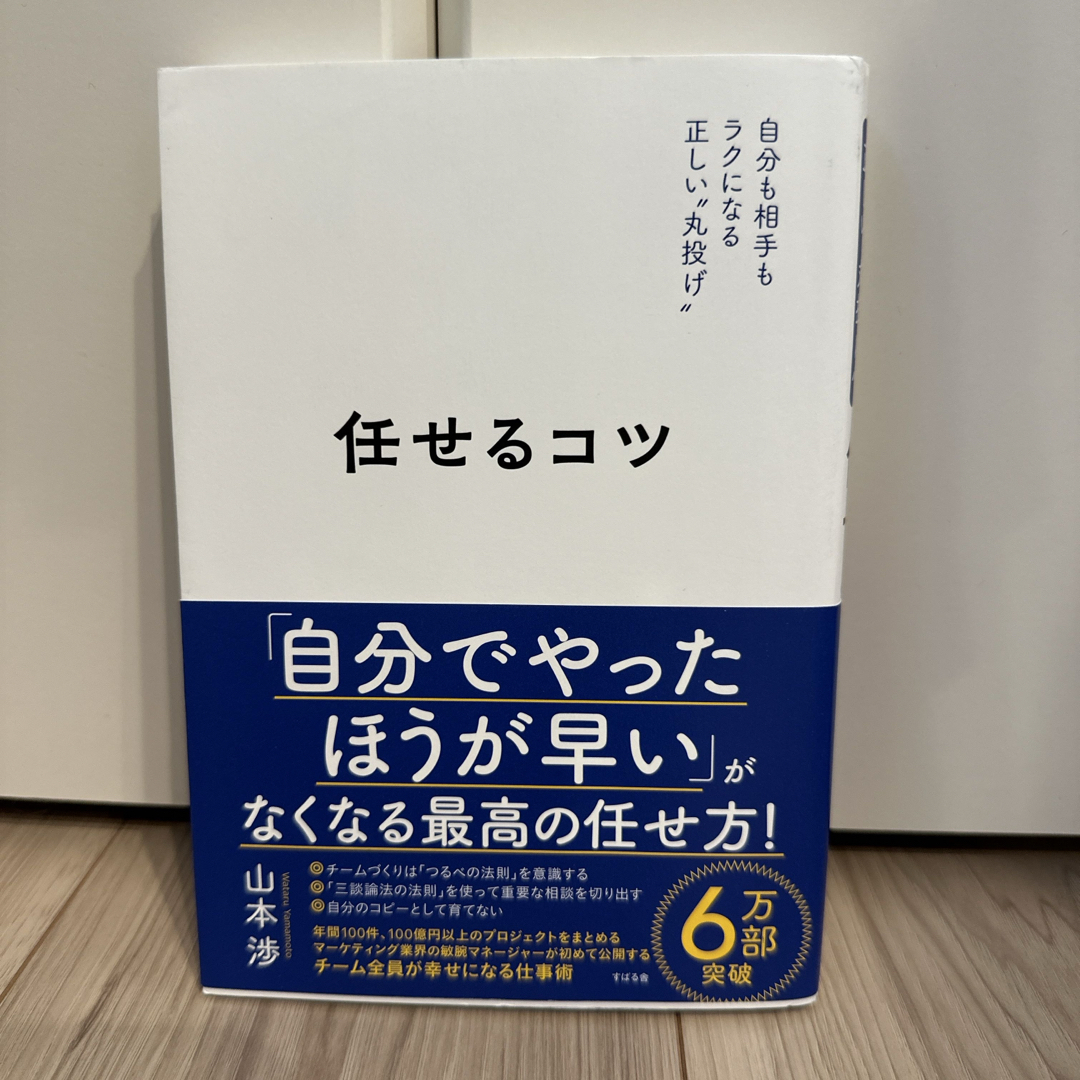 自分も相手も
ラクになる
正しい〝丸投げ〟
任せるコツ
「自分でやった
ほうが早い」が
なくなる最高の任せ方!
山本渉
Wataru Yamamoto
◎チームづくりは「つるべの法則」を意識する
◎「三談論法の法則」を使って重要な相談を切り出す
◎自分のコピーとして育てない
年間100件、100億円以上のプロジェクトをまとめる
マーケティング業界の敏腕マネージャーが初めて公開する
チーム全員が幸せになる仕事術
すばる舎
6万部
突破